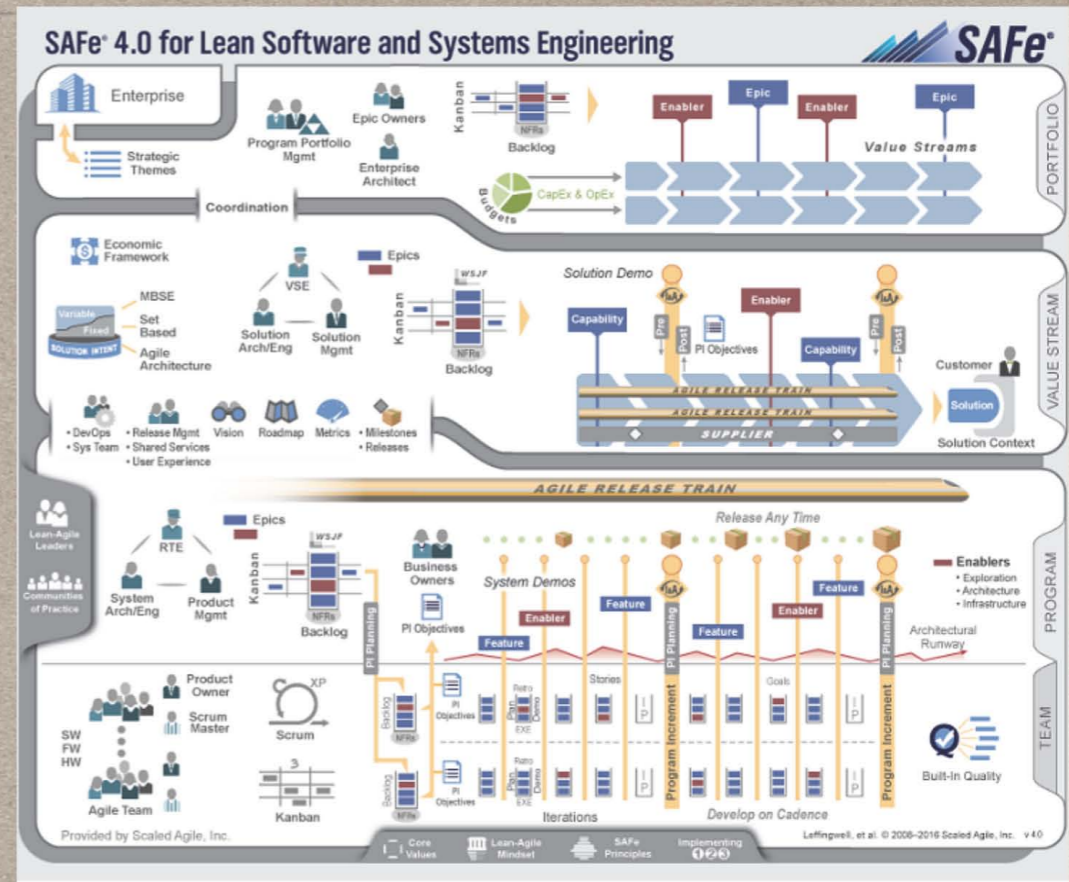 SAFe® 4.0 for Lean Software and Systems Engineering
SAFe®
Enterprise
Strategic
Themes
Program Portfolio
Mgmt
Epic Owners
Enterprise
Architect
Kanban
NFRs
Backlog
Budgets
CapEx & OpEx
Enabler
Epic
Enabler
Epic
Value Streams
PORTFOLIO
Coordination
Economic
Framework
Variable
Fixed
SOLUTION INTENT
MBSE
Set
Based
Agile
Architecture
VSE
Solution
Arch/Eng
Solution
Mgmt
Epics
Kanban
WSJF
NFRs
Backlog
Solution Demo
I&A
I&A
Capability
Pre
Post
PI Objectives
Enabler
Capability
Pre
Post
AGILE RELEASE TRAIN
AGILE RELEASE TRAIN
SUPPLIER
Customer
Solution
Solution Context
VALUE STREAM
• DevOps
• Sys Team
• Release Mgmt
• Shared Services
• User Experience
Vision
Roadmap
Metrics
• Milestones
• Releases
AGILE RELEASE TRAIN
Lean-Agile
Leaders
Communities
of Practice
RTE
System
Arch/Eng
Product
Mgmt
Epics
Kanban
WSJF
NFRs
Backlog
Business
Owners
PI Objectives
PI Planning
Release Any Time
System Demos
Feature
Enabler
Feature
I&A
PI Planning
Feature
Enabler
Feature
I&A
PI Planning
Enablers
• Exploration
• Architecture
• Infrastructure
Architectural
Runway
PROGRAM
SW
FW
HW
Product
Owner
Scrum
Master
Agile Team
XP
Scrum
3
Kanban
Backlog
NFRs
PI
Objectives
Plan
Retro
Demo
EXE
Stories
I
P
Program Increment
Goals
I
P
Program Increment
Backlog
NFRs
PI
Objectives
Plan
Retro
Demo
EXE
I
P
I
P
Iterations
Develop on Cadence
Q
Built-In Quality
TEAM
Provided by Scaled Agile, Inc.
Leffingwell, et al. © 2008–2016 Scaled Agile, Inc. v 4.0
Core
Values
Lean-Agile
Mindset
SAFe
Principles
Implementing
1 2 3